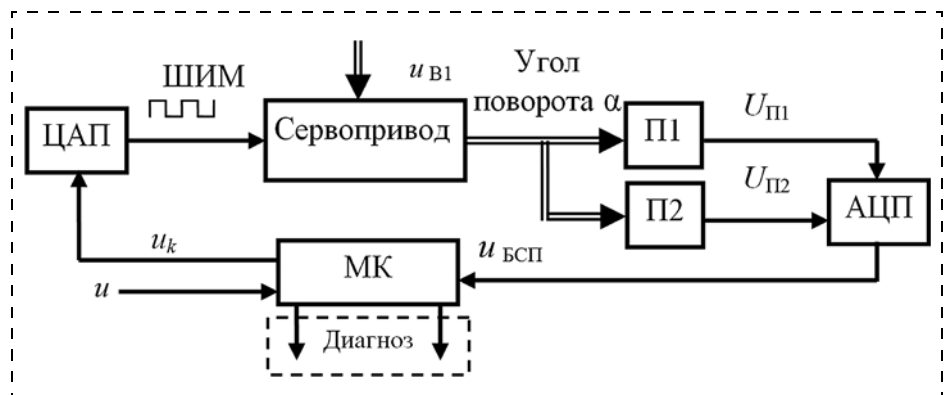 ШИМ
u В1
Угол
поворота α
U П1
ЦАП
Сервопривод
П1
U П2
П2
АЦП
u k
МК
u БСП
u
Диагноз